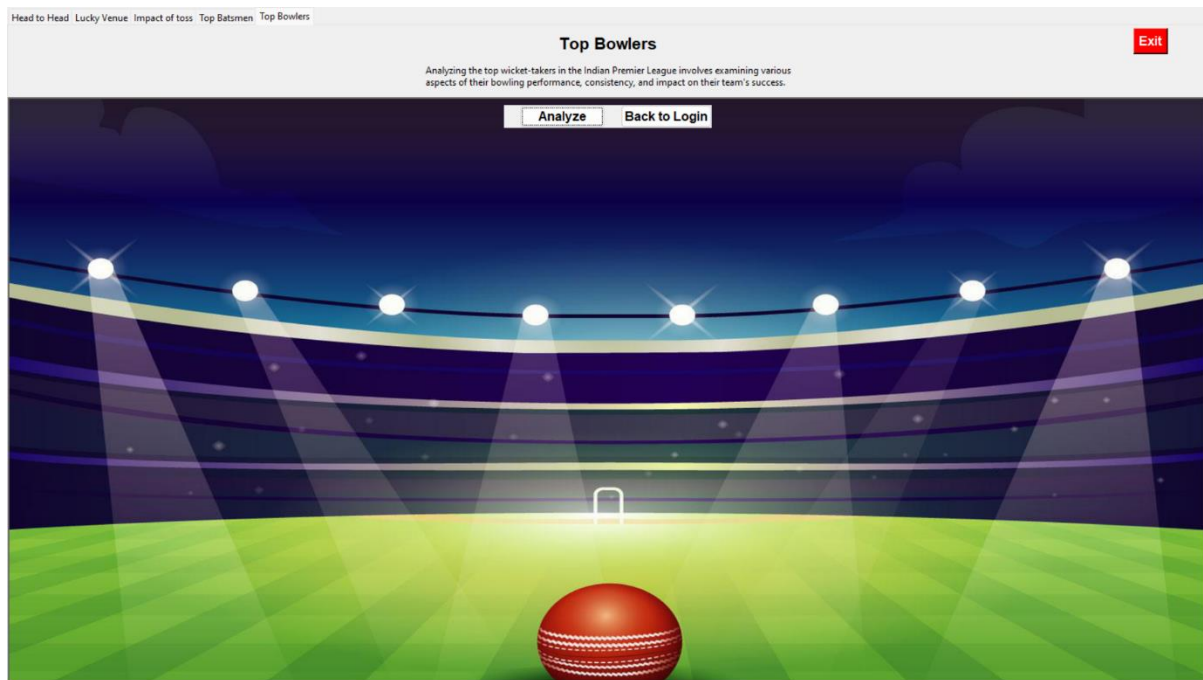 Head to Head Lucky Venue Impact of toss Top Batsmen Top Bowlers
Top Bowlers
Exit
Analyzing the top wicket-takers in the Indian Premier League involves examining various
aspects of their bowling performance, consistency, and impact on their team's success.
Analyze Back to Login